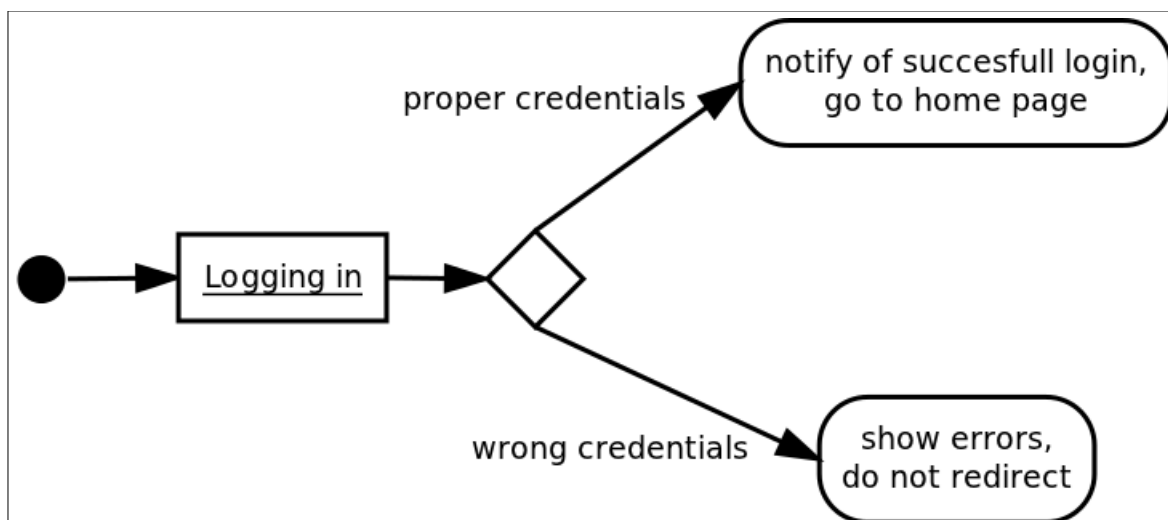 notify of succesfull login,
go to home page
proper credentials
Logging in
wrong credentials
show errors,
do not redirect